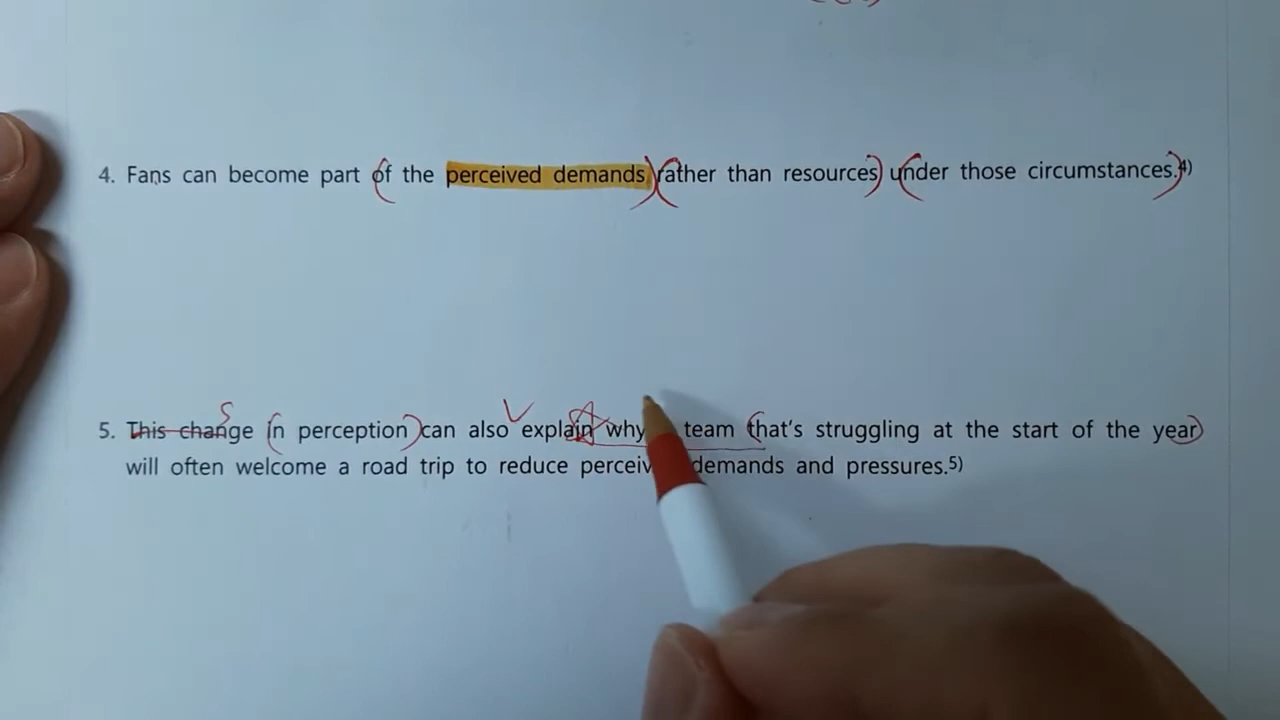 4. Fans can become part of the perceived demands rather than resources under those circumstances.4)
S V
5. This change in perception can also explain why team that's struggling at the start of the year
will often welcome a road trip to reduce demands and pressures.5)